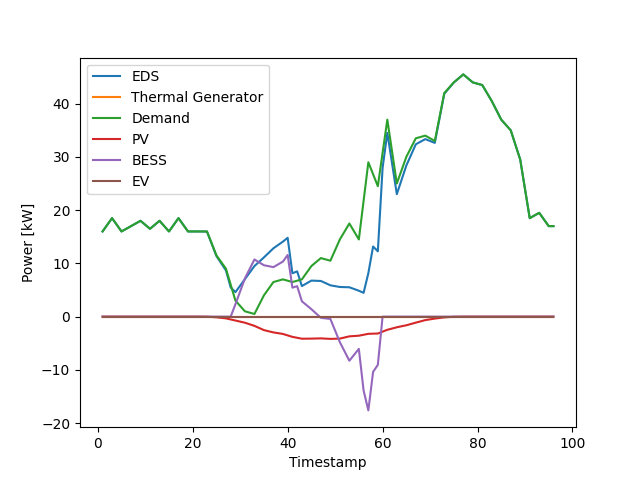 EDS
Thermal Generator
Demand
PV
BESS
EV
Power [kW]
40
30
20
10
0
−10
−20
0 20 40 60 80 100
Timestamp